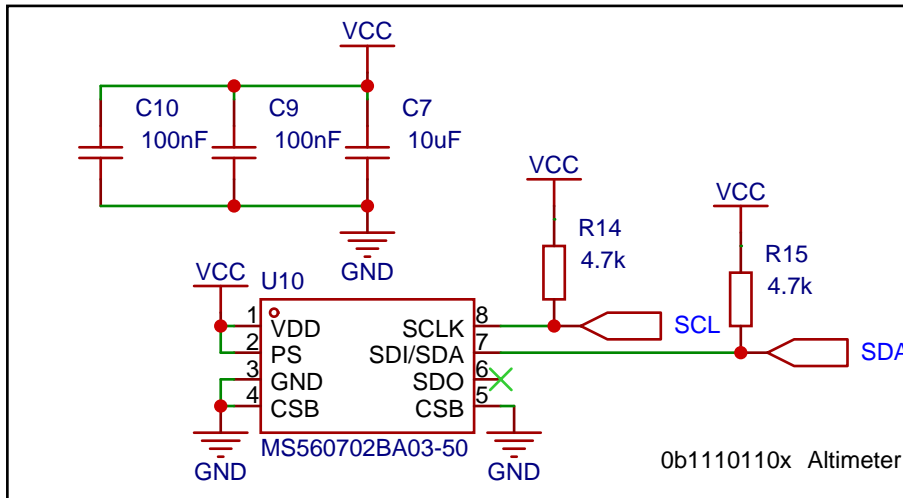 VCC
C10
100nF
C9
100nF
C7
10uF
GND
VCC
R14
4.7k
VCC
R15
4.7k
VCC
U10
1 VDD SCLK 8
2 PS SDI/SDA 7
3 GND SDO 6
4 CSB CSB 5
SCL
SDA
MS560702BA03-50
GND
GND
0b1110110x Altimeter